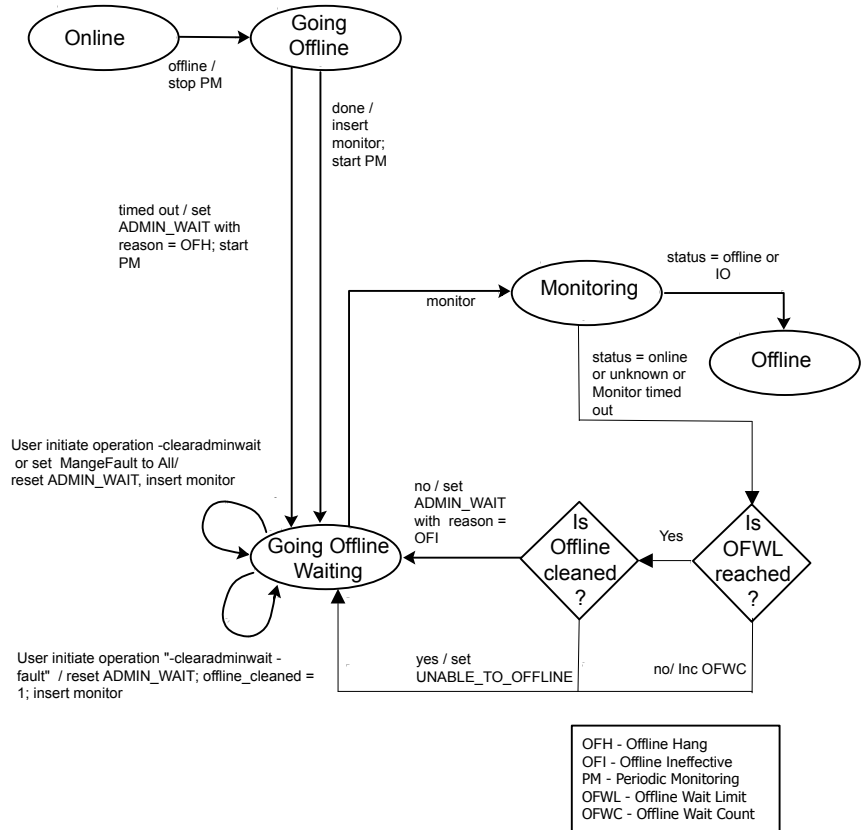 Online
Going
Offline
offline /
stop PM
done /
insert
monitor;
start PM
timed out / set
ADMIN_WAIT with
reason = OFH; start
PM
monitor
Monitoring
status = offline or
IO
Offline
status = online
or unknown or
Monitor timed
out
User initiate operation -clearadminwait
or set MangeFault to All/
reset ADMIN_WAIT, insert monitor
no / set
ADMIN_WAIT
with reason =
OFI
Going Offline
Waiting
Is
Offline
cleaned
?
Yes
Is
OFWL
reached
?
User initiate operation "-clearadminwait -
fault" / reset ADMIN_WAIT; offline_cleaned =
1; insert monitor
yes / set
UNABLE_TO_OFFLINE
no/ Inc OFWC
OFH - Offline Hang
OFI - Offline Ineffective
PM - Periodic Monitoring
OFWL - Offline Wait Limit
OFWC - Offline Wait Count